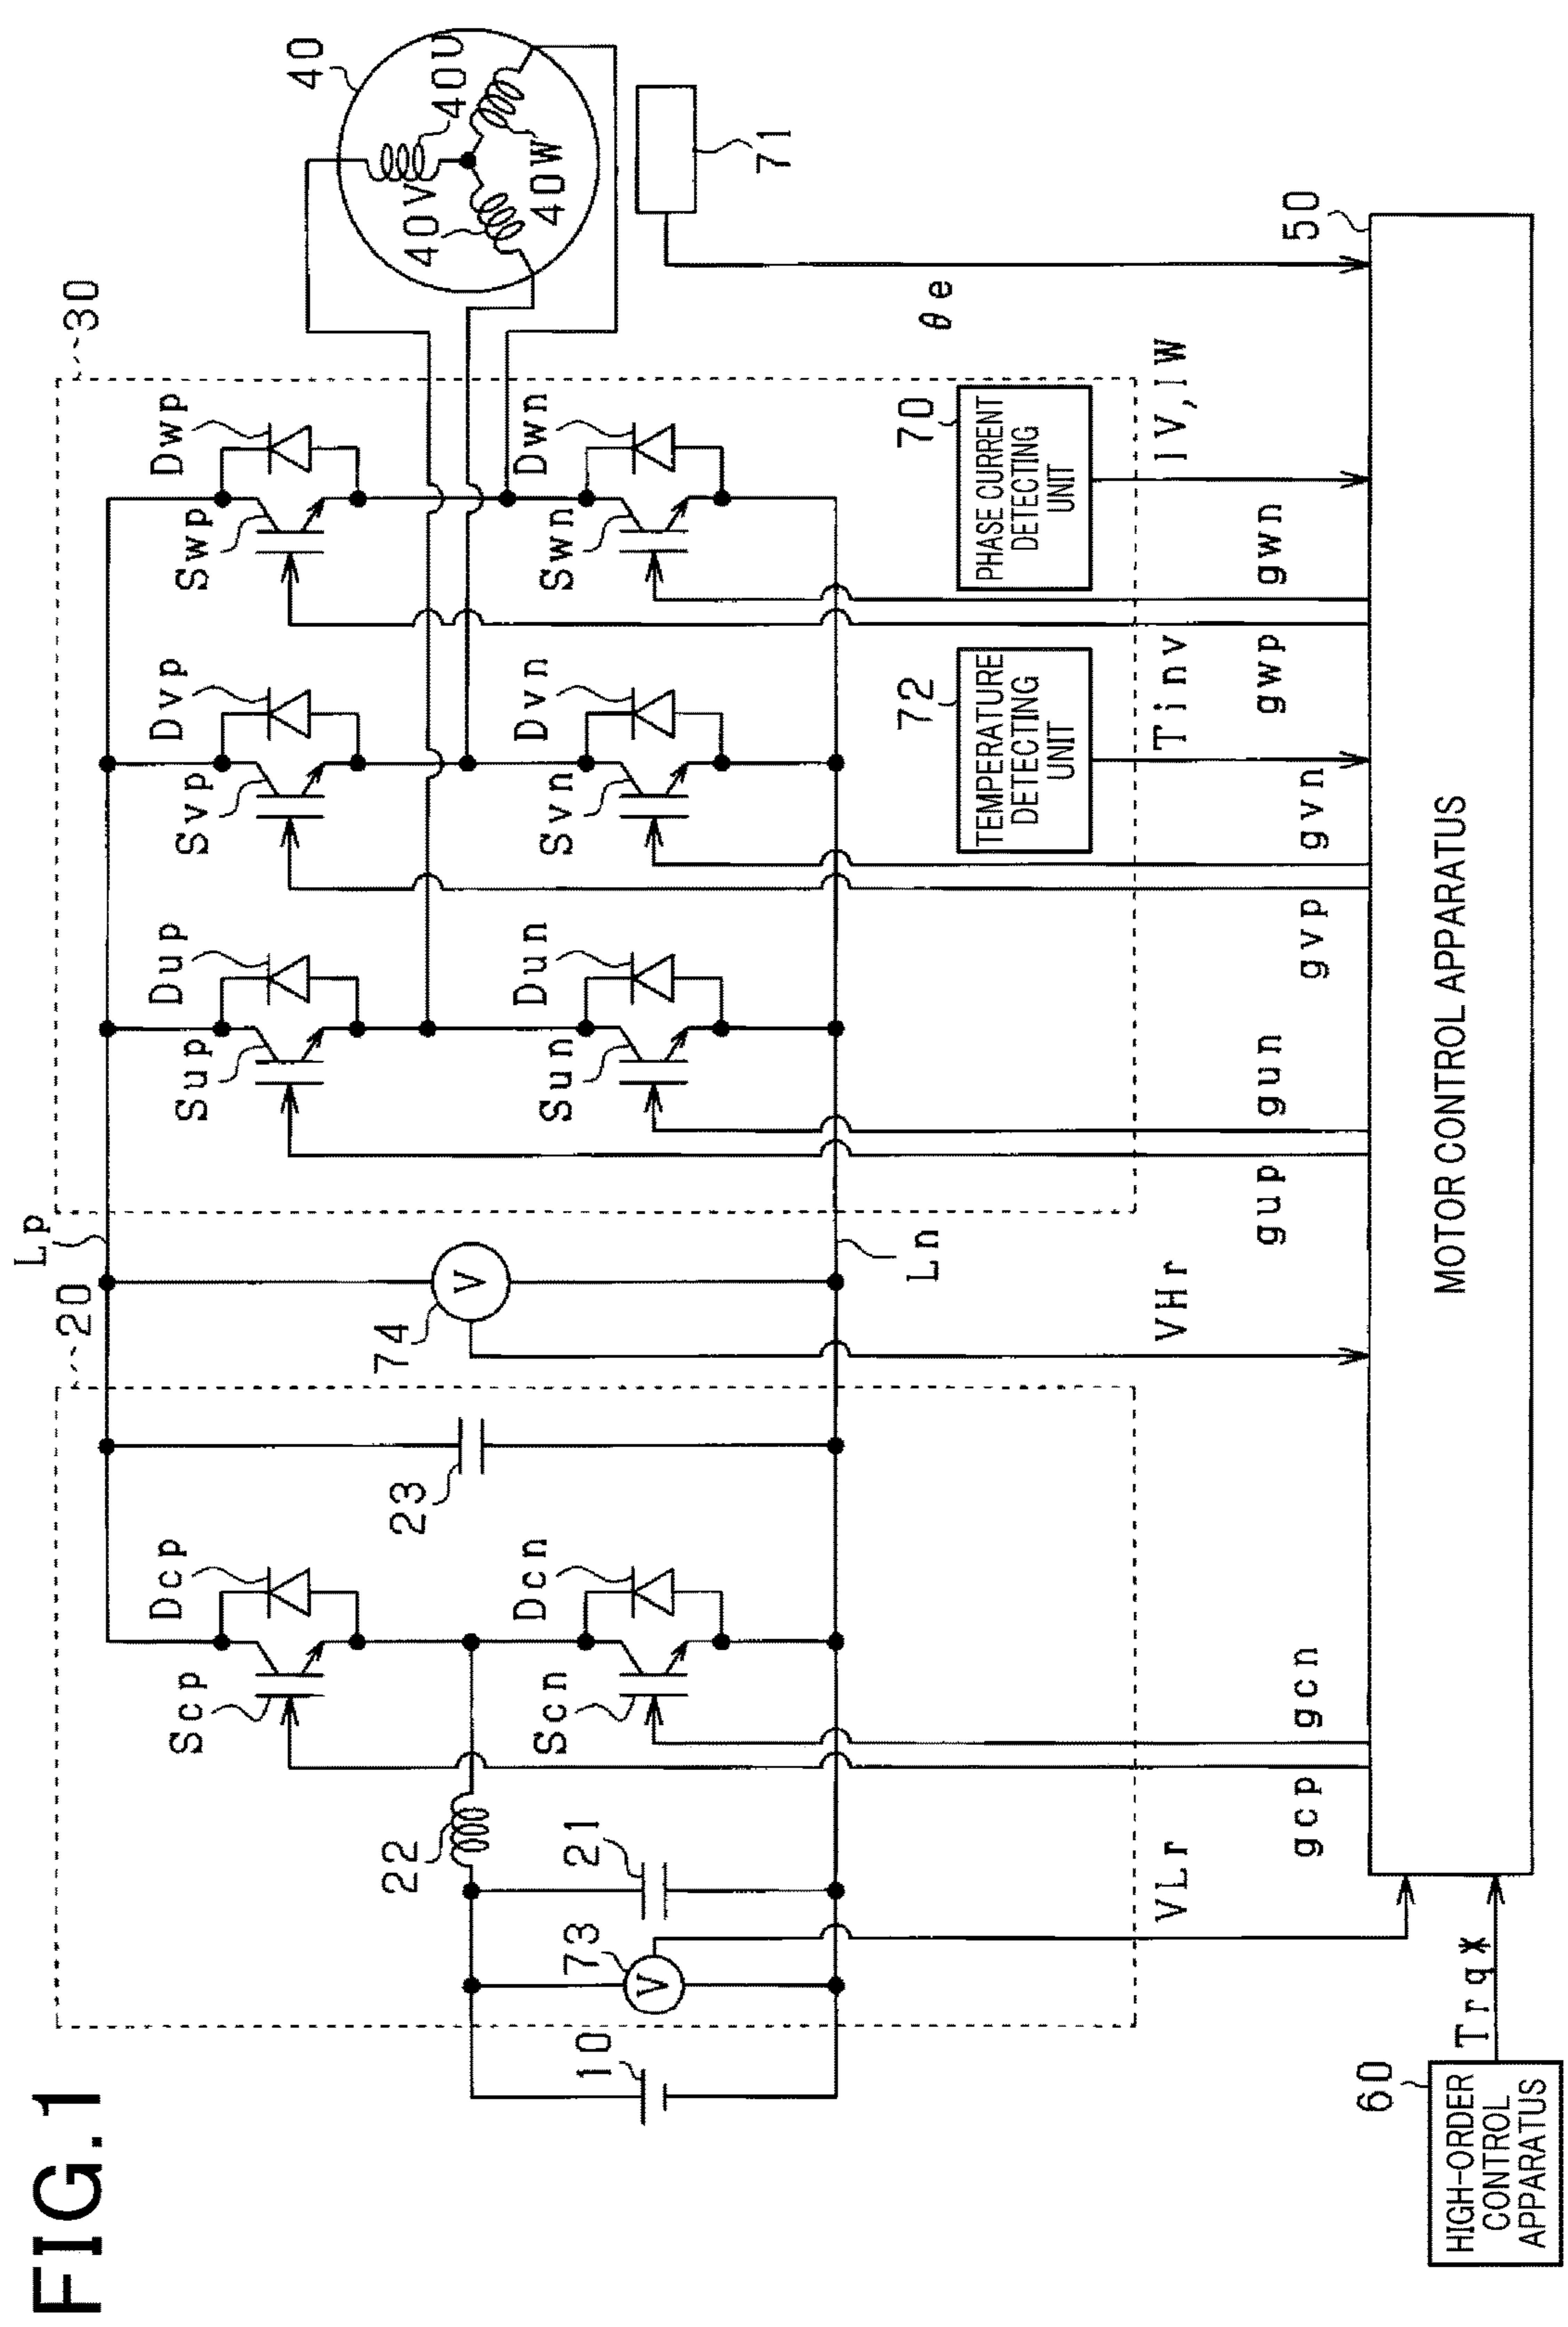 FIG.1
Lp
20
30
40
40U
40V
40W
Dcp
Scp
Dcn
Scn
22
21
23
73
V
10
74
V
Ln
Dup
Sup
Dun
Sun
Dvp
Svp
Dvn
Svn
Dwp
Swp
Dwn
Swn
72
TEMPERATURE
DETECTING
UNIT
70
PHASE CURRENT
DETECTING
UNIT
71
VLr
gcp
gcn
VHr
gup
gun
gvp
gvn
Tinv
gwp
gwn
IV,IW
θe
50
MOTOR CONTROL APPARATUS
60
HIGH-ORDER
CONTROL
APPARATUS
Trq*